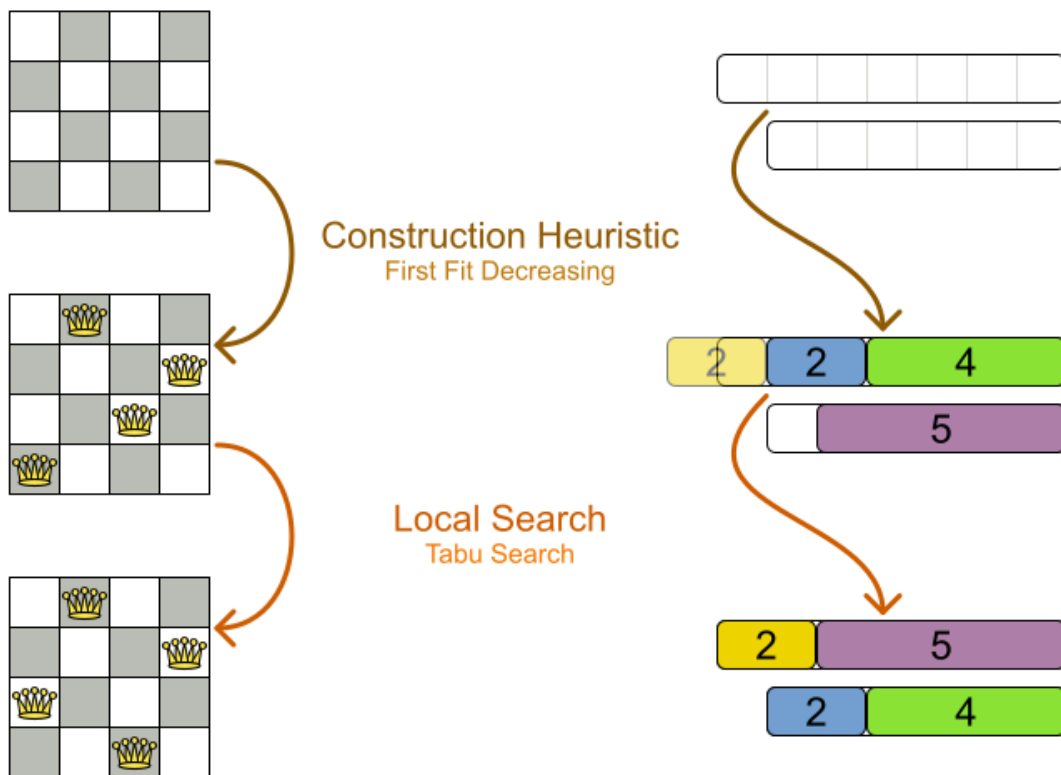 Construction Heuristic
First Fit Decreasing
2 2 4
5
Local Search
Tabu Search
2 5
2 4